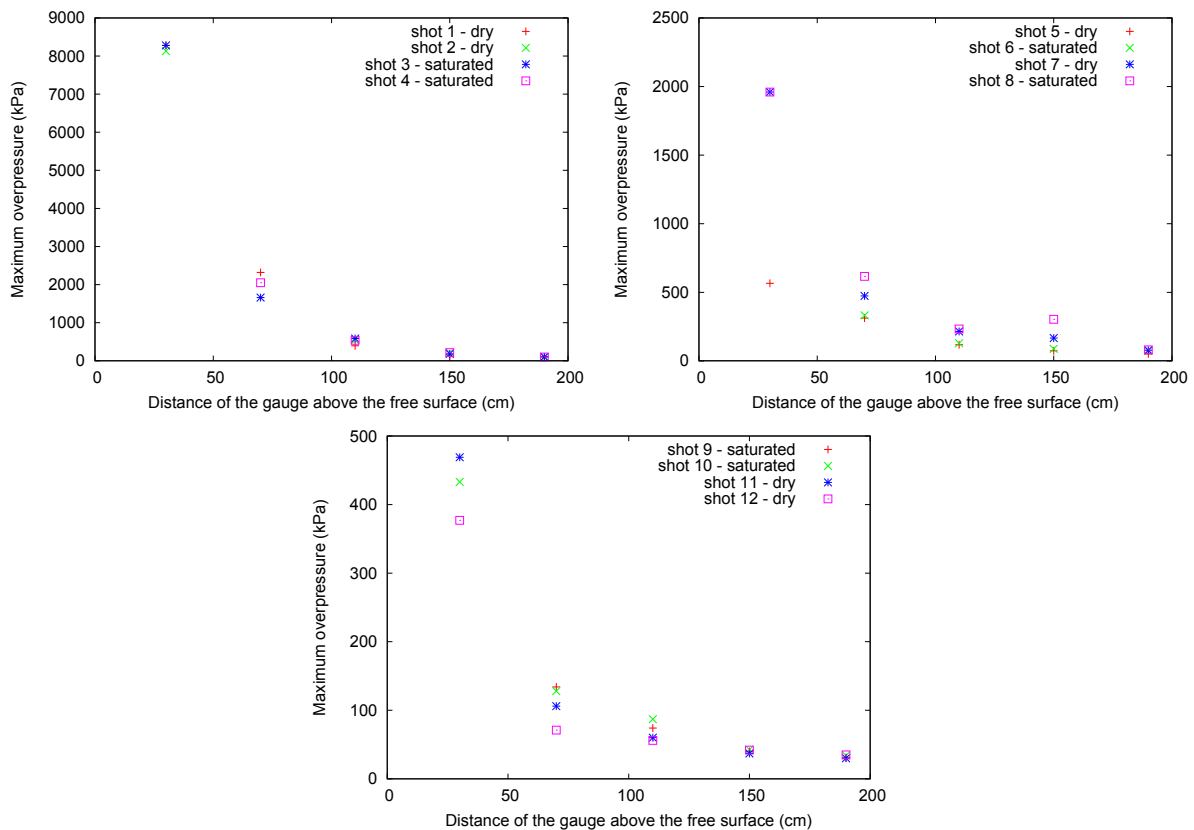 9000
8000
7000
6000
5000
4000
3000
2000
1000
0
Maximum overpressure (kPa)
shot 1 - dry
shot 2 - dry
shot 3 - saturated
shot 4 - saturated
0 50 100 150 200
Distance of the gauge above the free surface (cm)
2500
2000
1500
1000
500
0
Maximum overpressure (kPa)
shot 5 - dry
shot 6 - saturated
shot 7 - dry
shot 8 - saturated
0 50 100 150 200
Distance of the gauge above the free surface (cm)
500
400
300
200
100
0
Maximum overpressure (kPa)
shot 9 - saturated
shot 10 - saturated
shot 11 - dry
shot 12 - dry
0 50 100 150 200
Distance of the gauge above the free surface (cm)